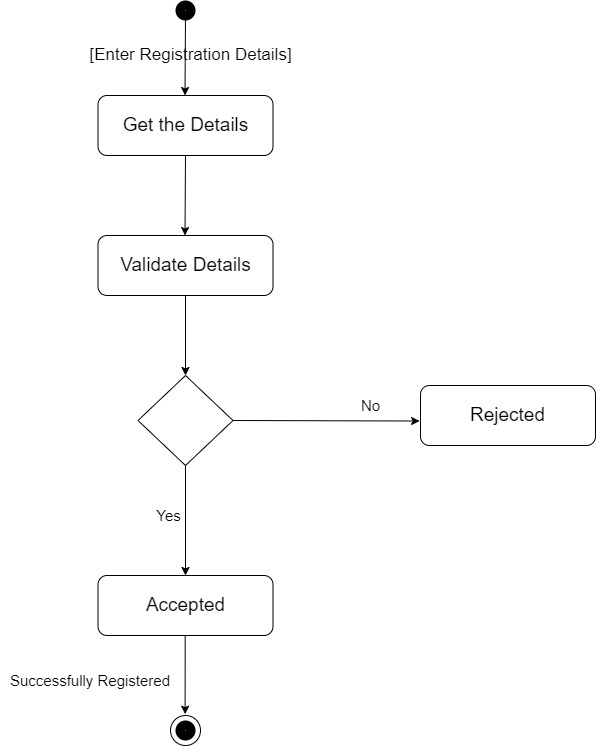 [Enter Registration Details]
Get the Details
Validate Details
No
Rejected
Yes
Accepted
Successfully Registered